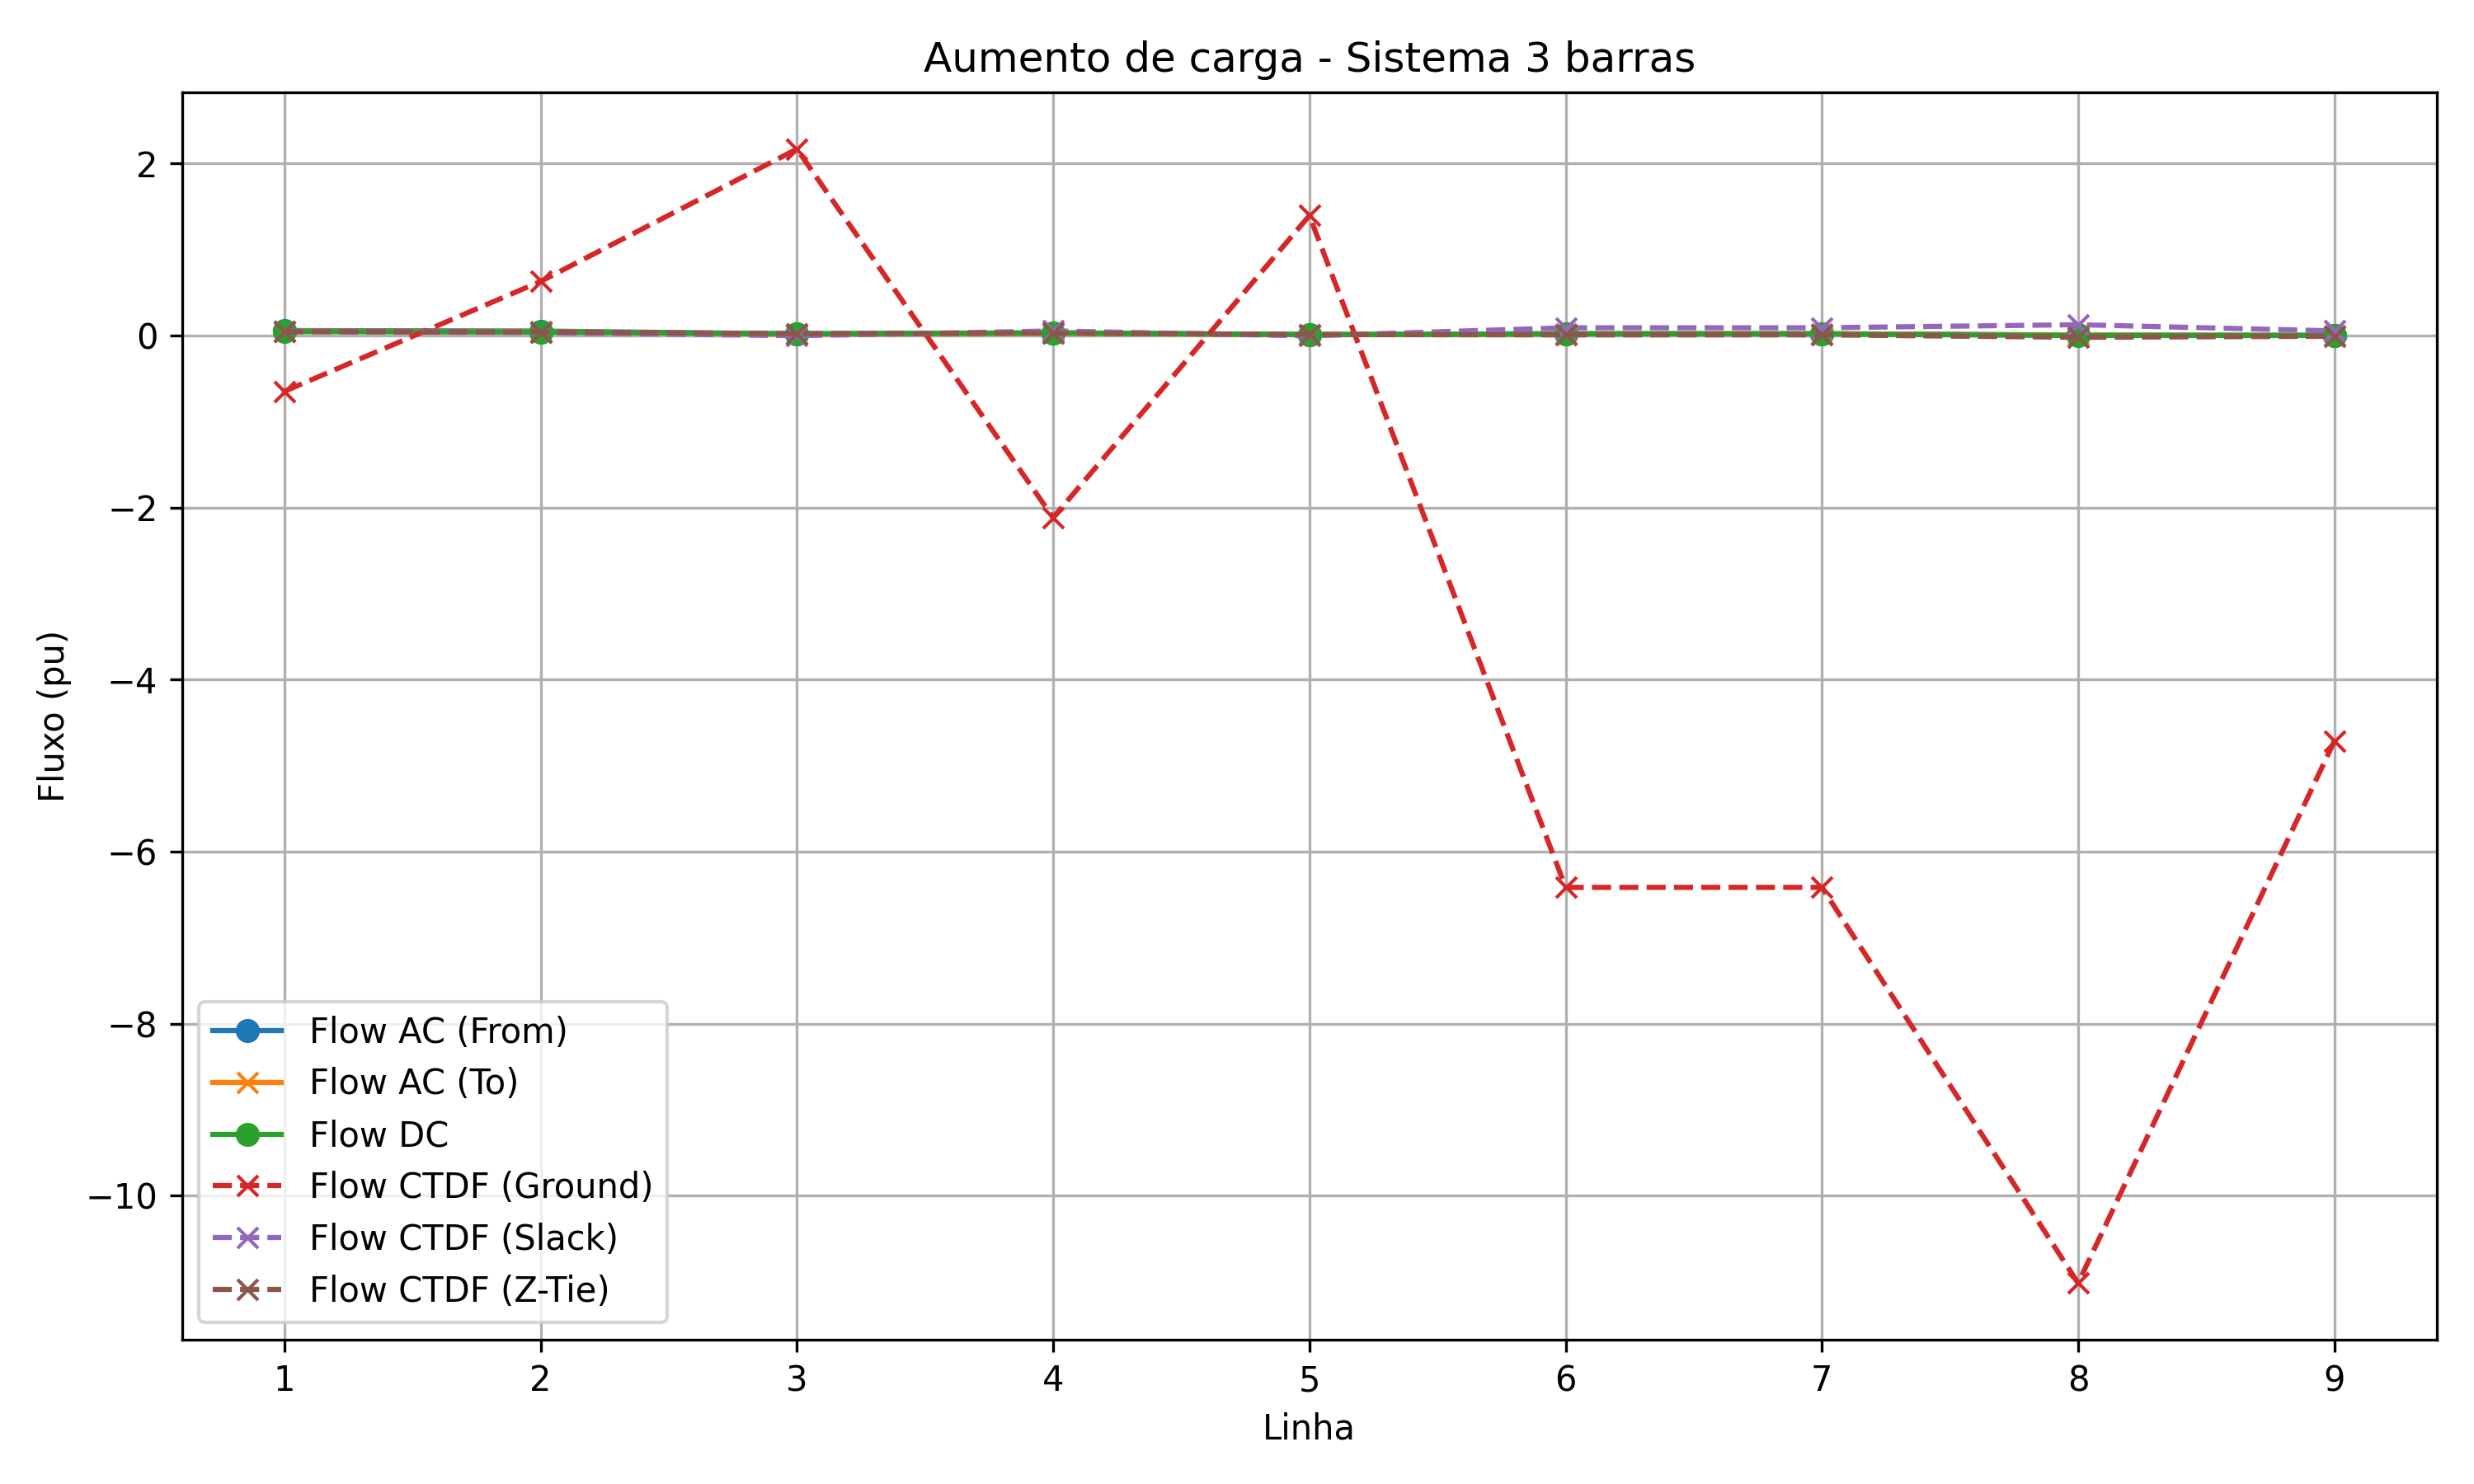 Aumento de carga - Sistema 3 barras
Fluxo (pu)
2
0
−2
−4
−6
−8
−10
Flow AC (From)
Flow AC (To)
Flow DC
Flow CTDF (Ground)
Flow CTDF (Slack)
Flow CTDF (Z-Tie)
1 2 3 4 5 6 7 8 9
Linha